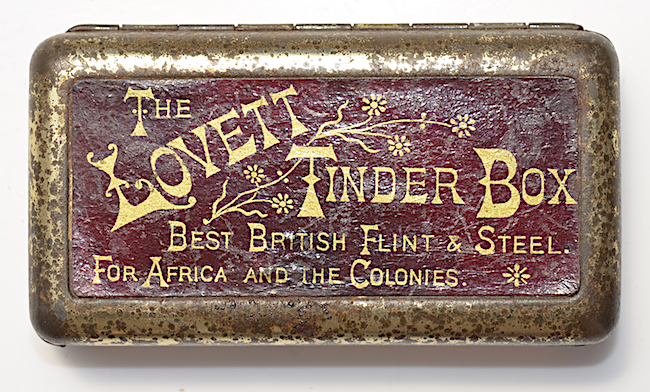 The
Lovett
Tinder Box
Best British Flint & Steel.
For Africa and the Colonies.